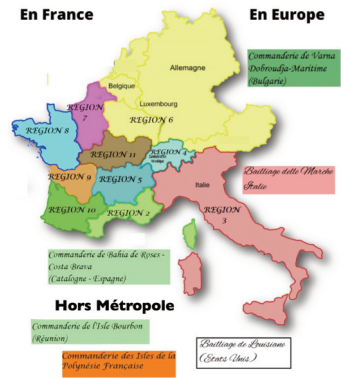 En France
En Europe
Commanderie de Varna
Dobroudja-Maritime
(Bulgarie)
Allemagne
Belgique
Luxembourg
REGION 6
REGION
7
REGION 8
REGION 11
REGION 4
REGION 9
REGION 5
REGION 10
REGION 2
Italie
REGION
3
Bailliage delle Marche
Italie
Commanderie de Bahia de Roses -
Costa Brava
(Catalogne - Espagne)
Hors Métropole
Commanderie de l'Isle Bourbon
(Réunion)
Commanderie des Isles de la
Polynésie Française
Bailliage de Louisiane
(Etats Unis.)